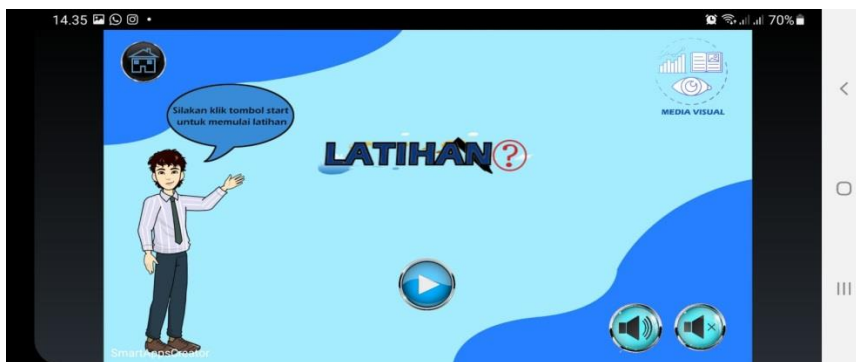 14.35
70%
Silakan klik tombol start
untuk memulai latihan
MEDIA VISUAL
LATIHAN?
SmartAppsCreator